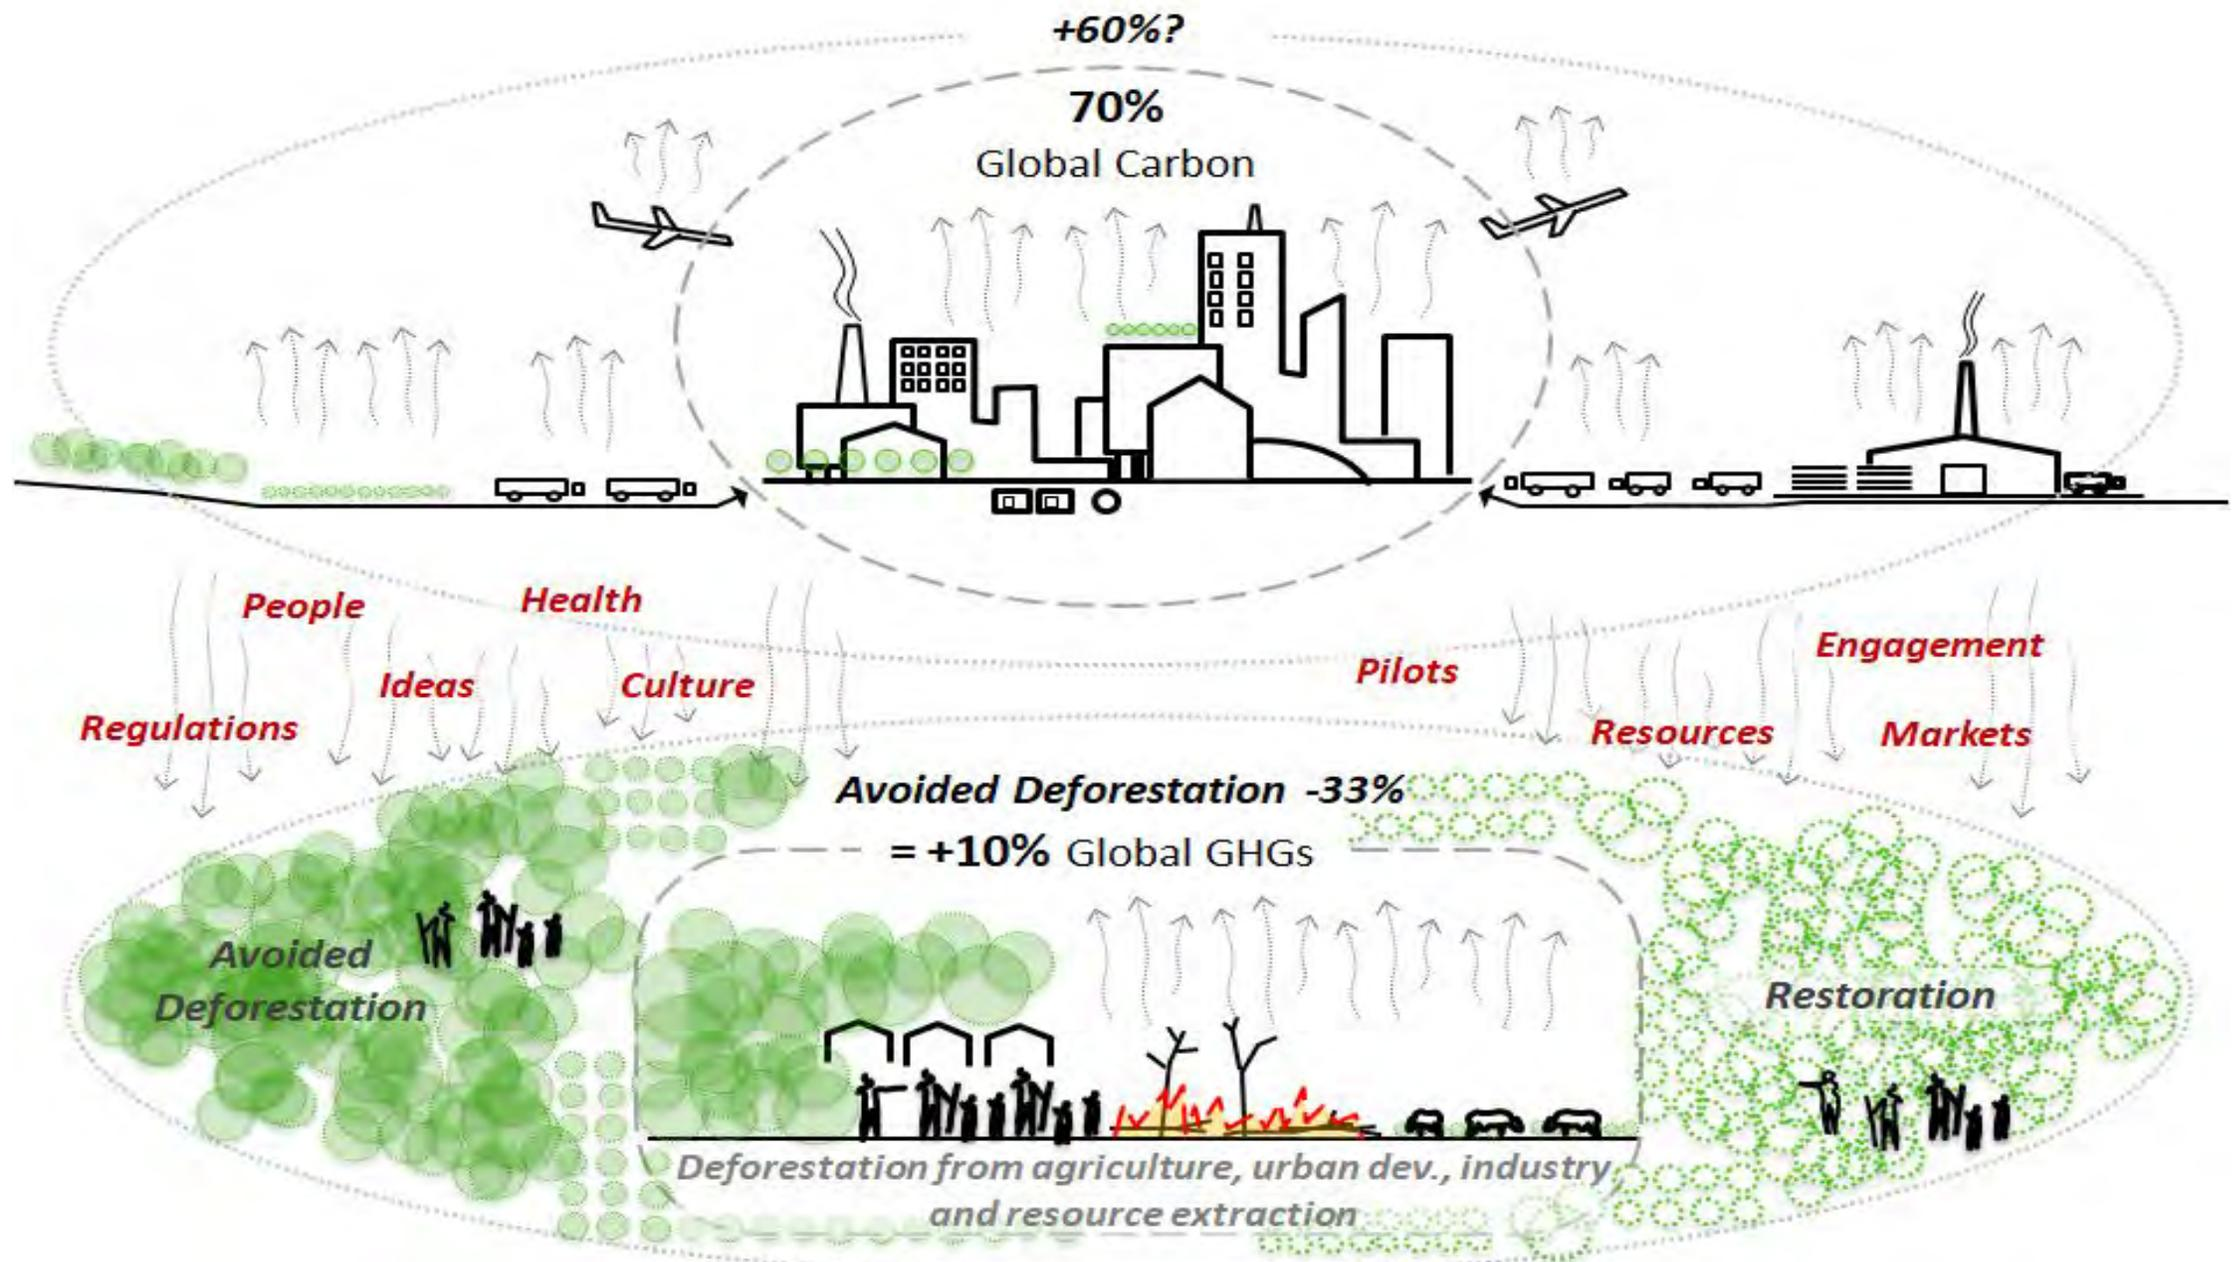 +60%?
70%
Global Carbon
People
Health
Ideas
Culture
Regulations
Pilots
Engagement
Resources
Markets
Avoided Deforestation -33%
= +10% Global GHGs
Avoided
Deforestation
Restoration
Deforestation from agriculture, urban dev., industry
and resource extraction